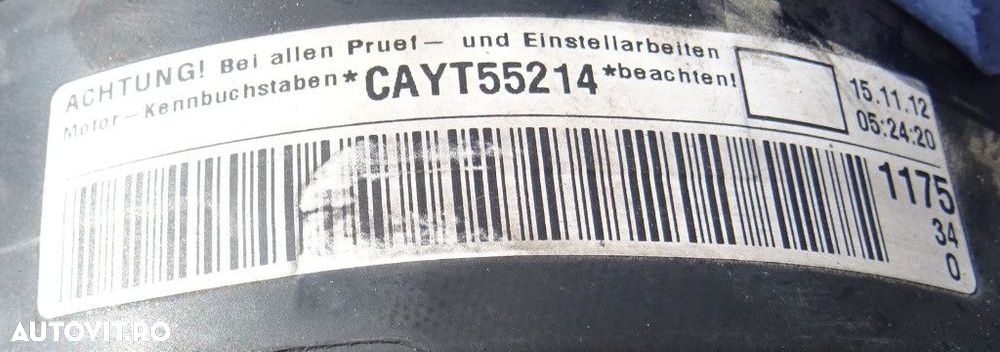 ACHTUNG! Bei allen Pruef- und Einstellarbeiten
Motor-Kennbuchstaben *CAYT55214 *beachten!
15.11.12
05:24:20
1175
34
0
AUTOVIT.RO